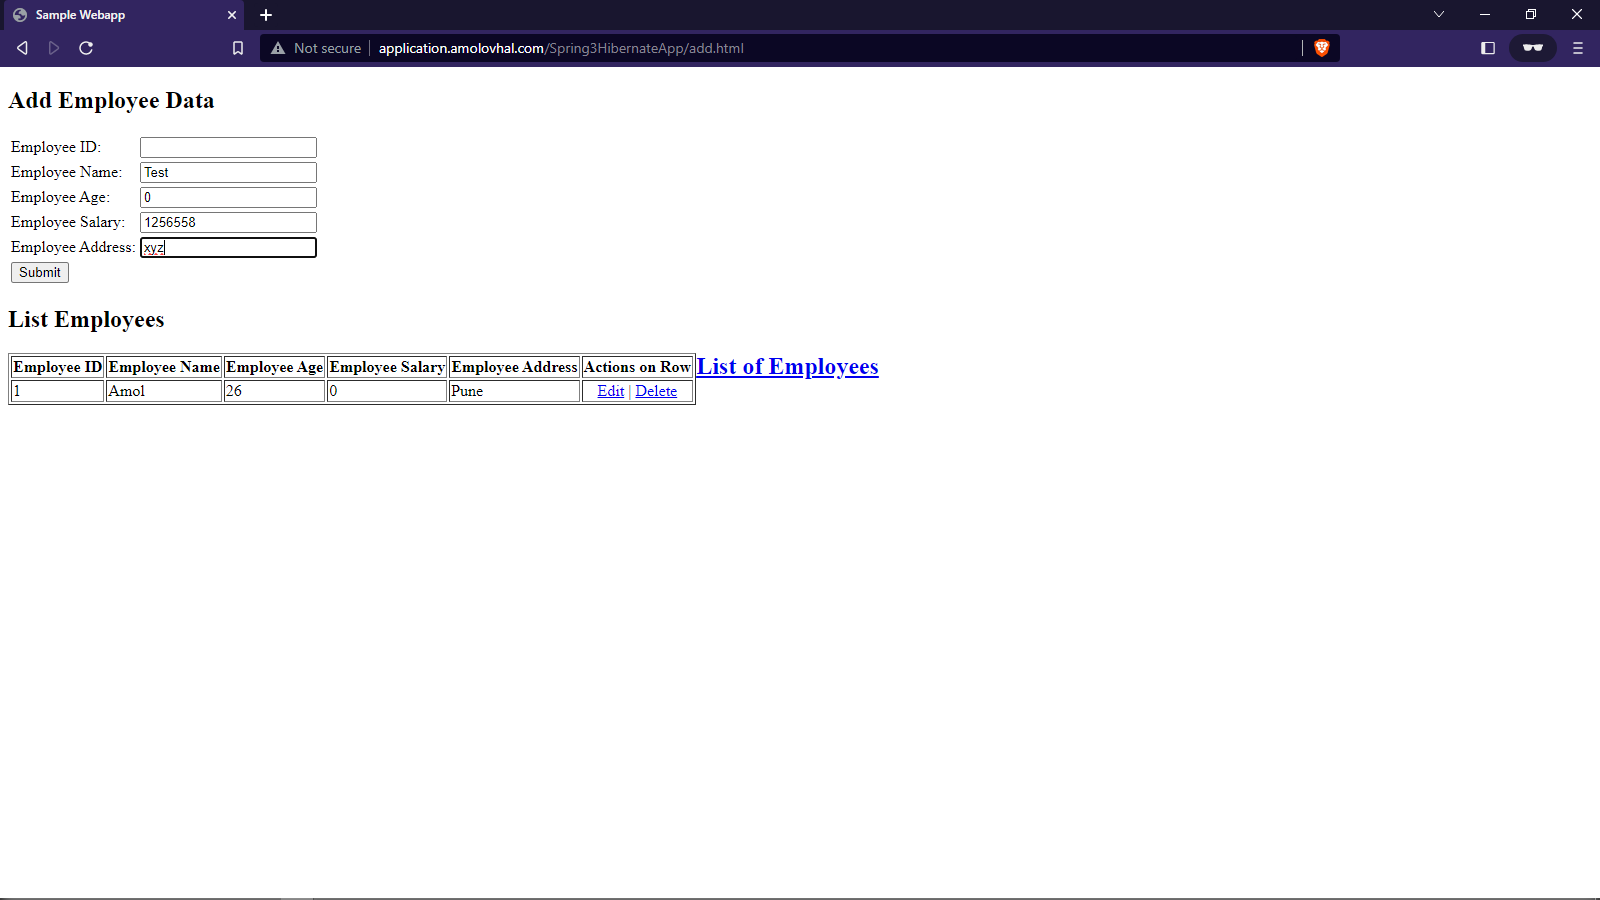 Sample Webapp
Not secure application.amolovhal.com/Spring3HibernateApp/add.html
Add Employee Data
Employee ID:
Employee Name: Test
Employee Age: 0
Employee Salary: 1256558
Employee Address: xyz
Submit
List Employees
Employee ID Employee Name Employee Age Employee Salary Employee Address Actions on Row List of Employees
1 Amol 26 0 Pune Edit | Delete